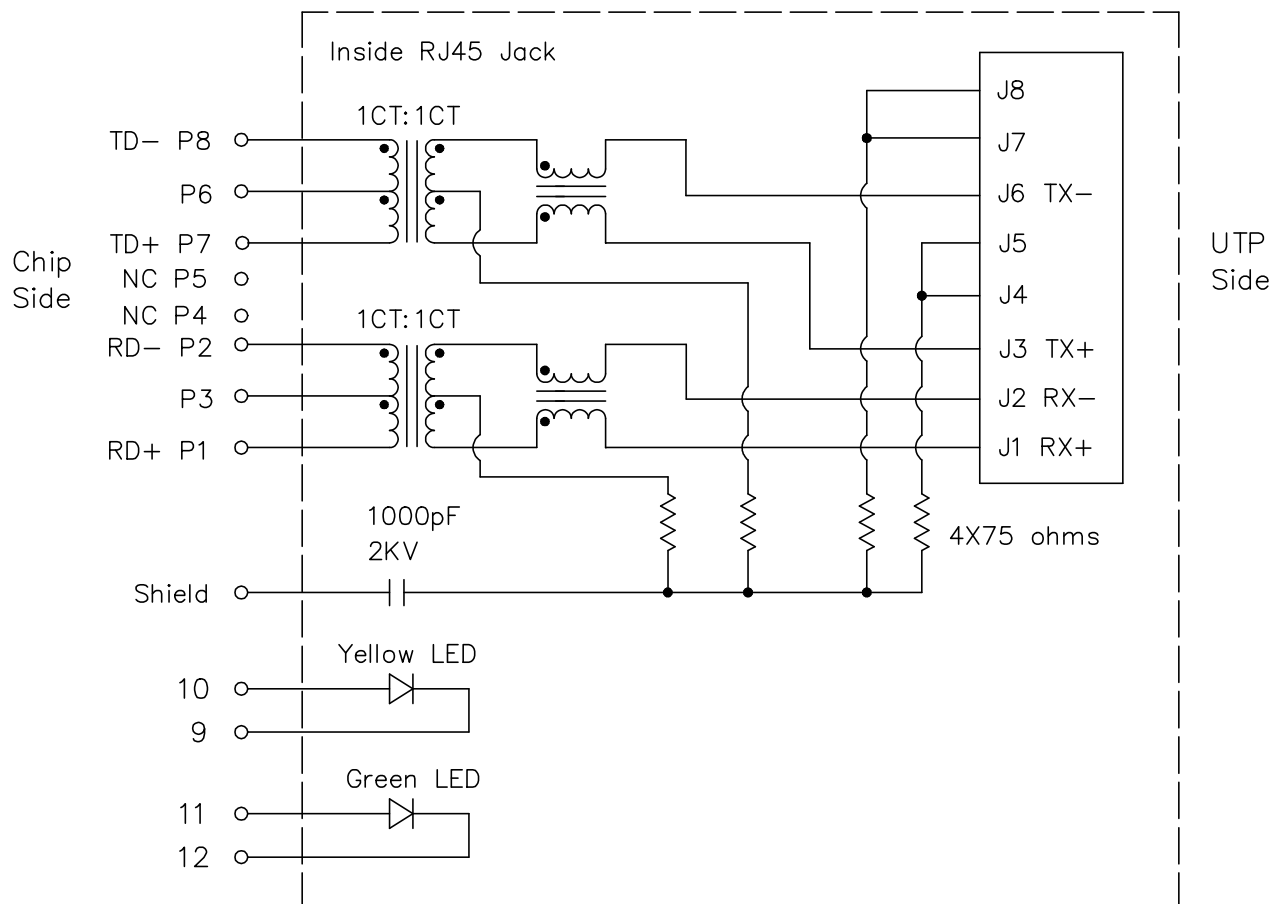 Inside RJ45 Jack
1CT:1CT
TD- P8
P6
TD+ P7
NC P5
NC P4
Chip
Side
1CT:1CT
RD- P2
P3
RD+ P1
J8
J7
J6 TX-
J5
J4
J3 TX+
J2 RX-
J1 RX+
UTP
Side
1000pF
2KV
4X75 ohms
Shield
Yellow LED
10
9
Green LED
11
12